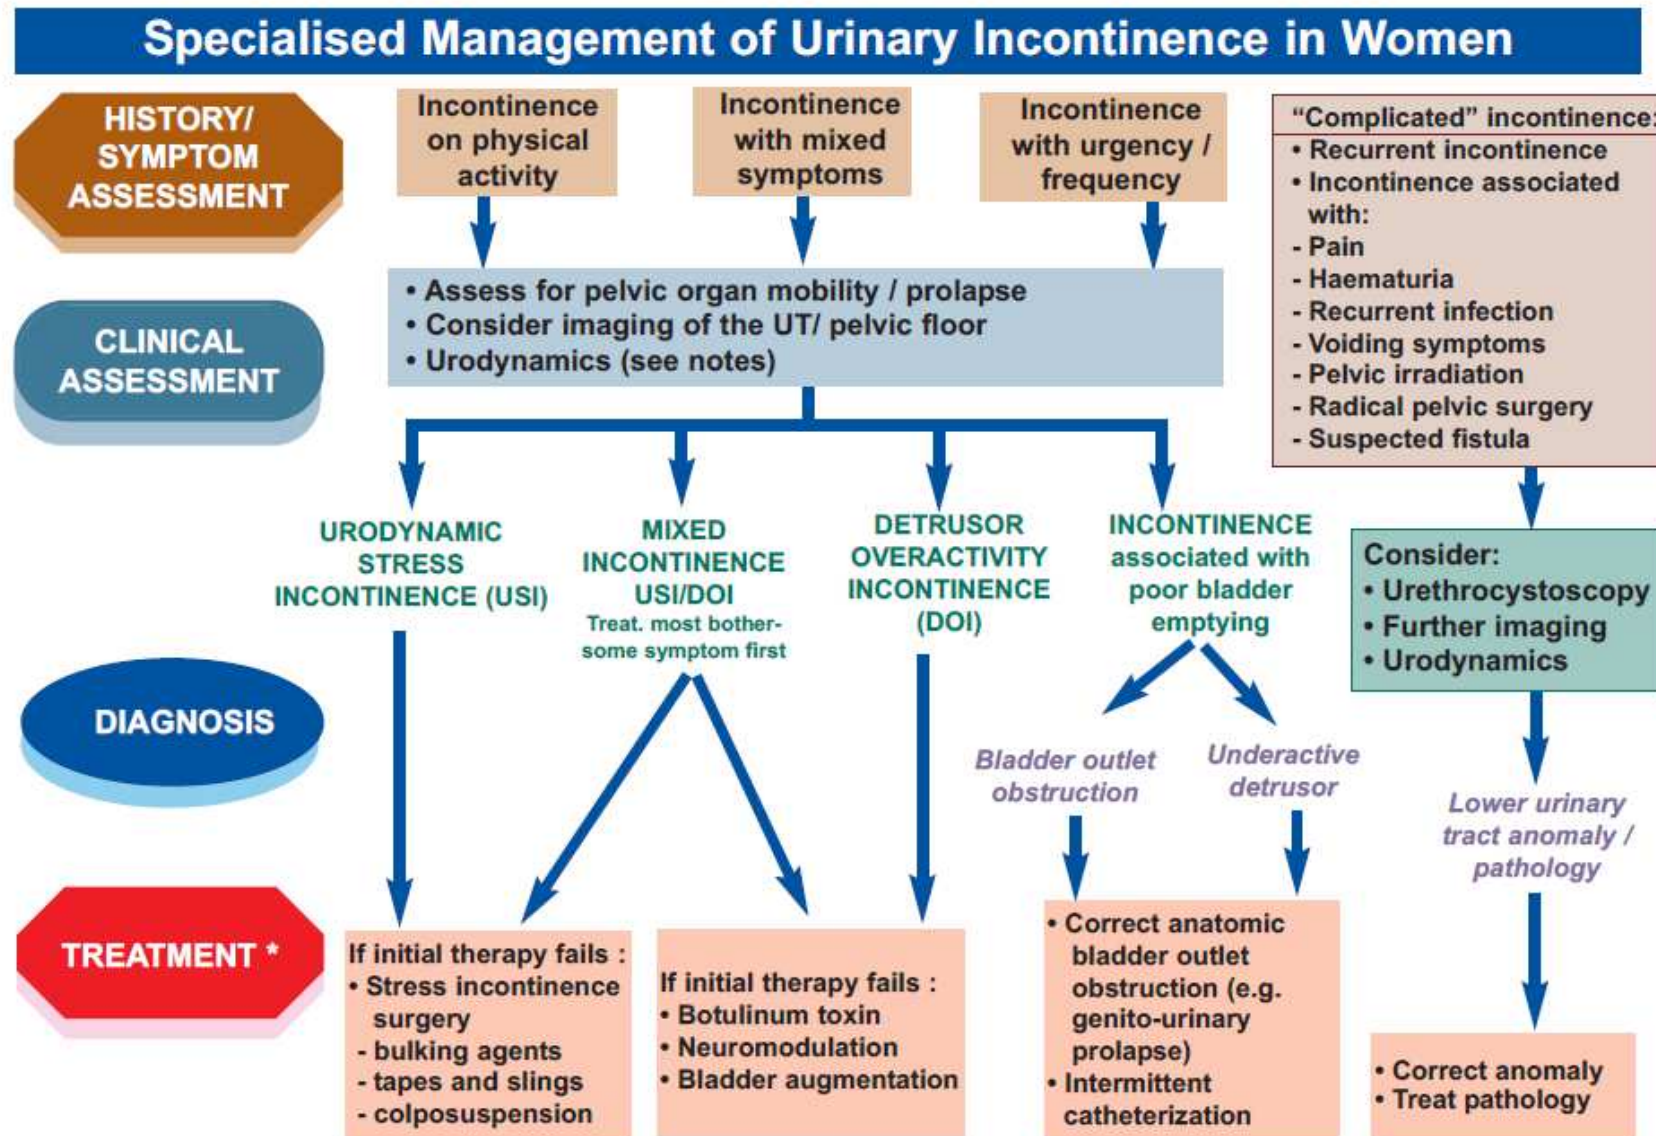 Specialised Management of Urinary Incontinence in Women
HISTORY/
SYMPTOM
ASSESSMENT
Incontinence
on physical
activity
Incontinence
with mixed
symptoms
Incontinence
with urgency /
frequency
“Complicated” incontinence:
• Recurrent incontinence
• Incontinence associated
with:
- Pain
- Haematuria
- Recurrent infection
- Voiding symptoms
- Pelvic irradiation
- Radical pelvic surgery
- Suspected fistula
CLINICAL
ASSESSMENT
• Assess for pelvic organ mobility / prolapse
• Consider imaging of the UT/ pelvic floor
• Urodynamics (see notes)
URODYNAMIC
STRESS
INCONTINENCE (USI)
MIXED
INCONTINENCE
USI/DOI
Treat. most bother-
some symptom first
DETRUSOR
OVERACTIVITY
INCONTINENCE
(DOI)
INCONTINENCE
associated with
poor bladder
emptying
Consider:
• Urethrocystoscopy
• Further imaging
• Urodynamics
DIAGNOSIS
Bladder outlet
obstruction
Underactive
detrusor
Lower urinary
tract anomaly /
pathology
TREATMENT *
If initial therapy fails :
• Stress incontinence
surgery
- bulking agents
- tapes and slings
- colposuspension
If initial therapy fails :
• Botulinum toxin
• Neuromodulation
• Bladder augmentation
• Correct anatomic
bladder outlet
obstruction (e.g.
genito-urinary
prolapse)
• Intermittent
catheterization
• Correct anomaly
• Treat pathology